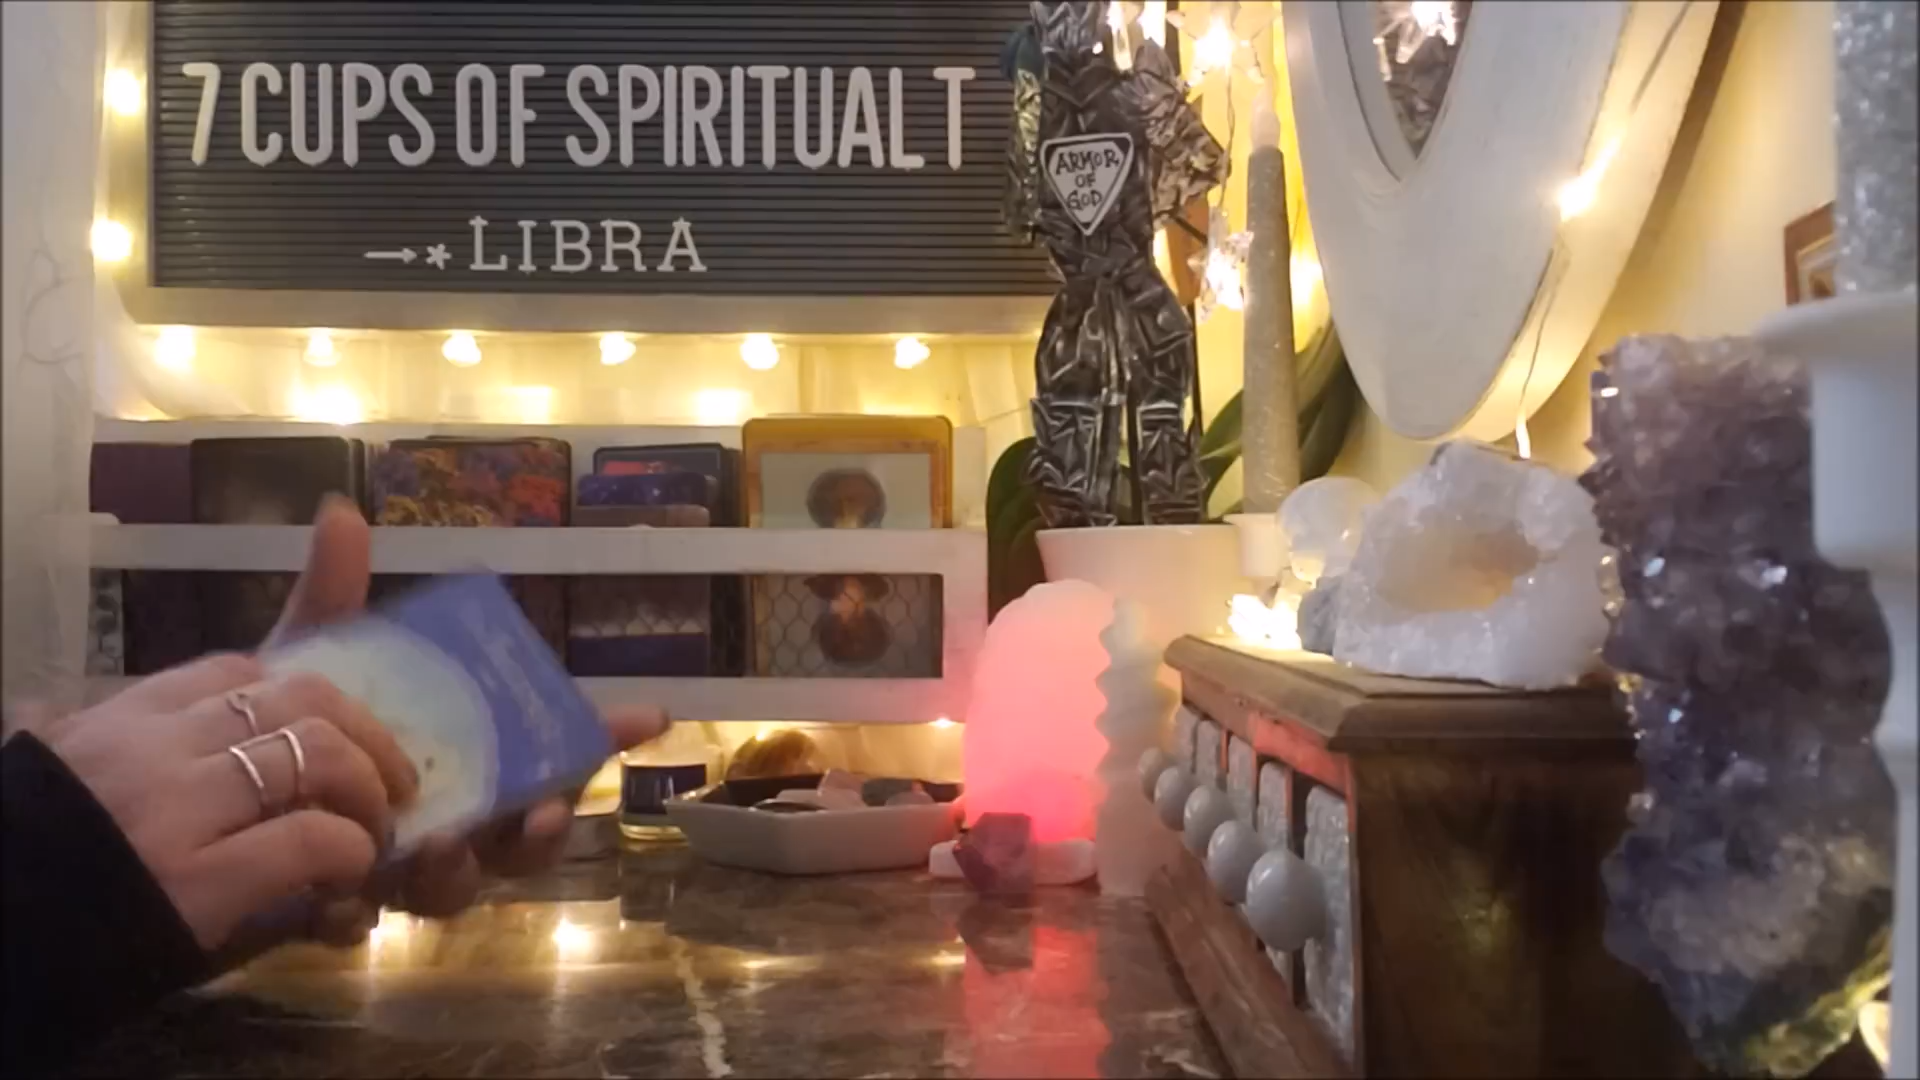 7 CUPS OF SPIRITUAL T
→* LIBRA
ARMOR
OF
GOD